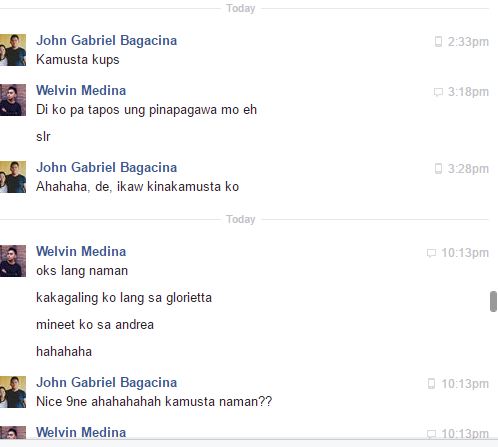 Today
John Gabriel Bagacina 2:33pm
Kamusta kups
Welvin Medina 3:18pm
Di ko pa tapos ung pinapagawa mo eh
slr
John Gabriel Bagacina 3:28pm
Ahahaha, de, ikaw kinakamusta ko
Today
Welvin Medina 10:13pm
oks lang naman
kakagaling ko lang sa glorietta
mineet ko sa andrea
hahahaha
John Gabriel Bagacina 10:13pm
Nice 9ne ahahahahah kamusta naman??
Welvin Medina 10:13pm